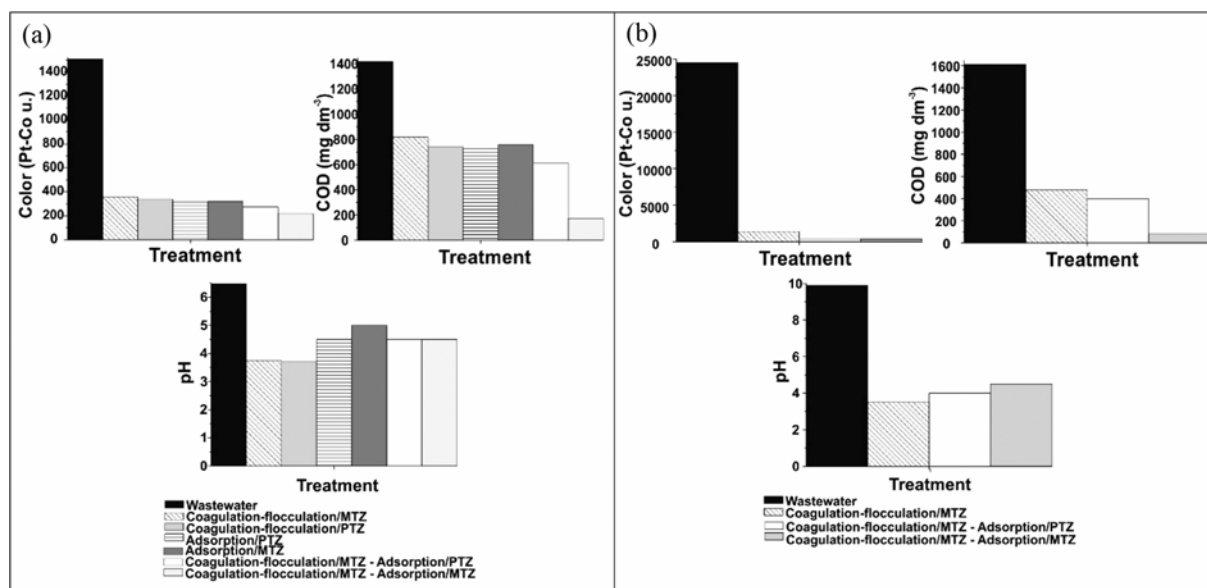 (a)
1400
1200
1000
800
600
400
200
0
Color (Pt-Co u.)
Treatment
1400
1200
1000
800
600
400
200
0
COD (mg dm⁻³)
Treatment
6
5
4
3
2
1
0
pH
Treatment
Wastewater
Coagulation-flocculation/MTZ
Coagulation-flocculation/PTZ
Adsorption/PTZ
Adsorption/MTZ
Coagulation-flocculation/MTZ - Adsorption/PTZ
Coagulation-flocculation/MTZ - Adsorption/MTZ
(b)
25000
20000
15000
10000
5000
0
Color (Pt-Co u.)
Treatment
1600
1400
1200
1000
800
600
400
200
0
COD (mg dm⁻³)
Treatment
10
8
6
4
2
0
pH
Treatment
Wastewater
Coagulation-flocculation/MTZ
Coagulation-flocculation/MTZ - Adsorption/PTZ
Coagulation-flocculation/MTZ - Adsorption/MTZ